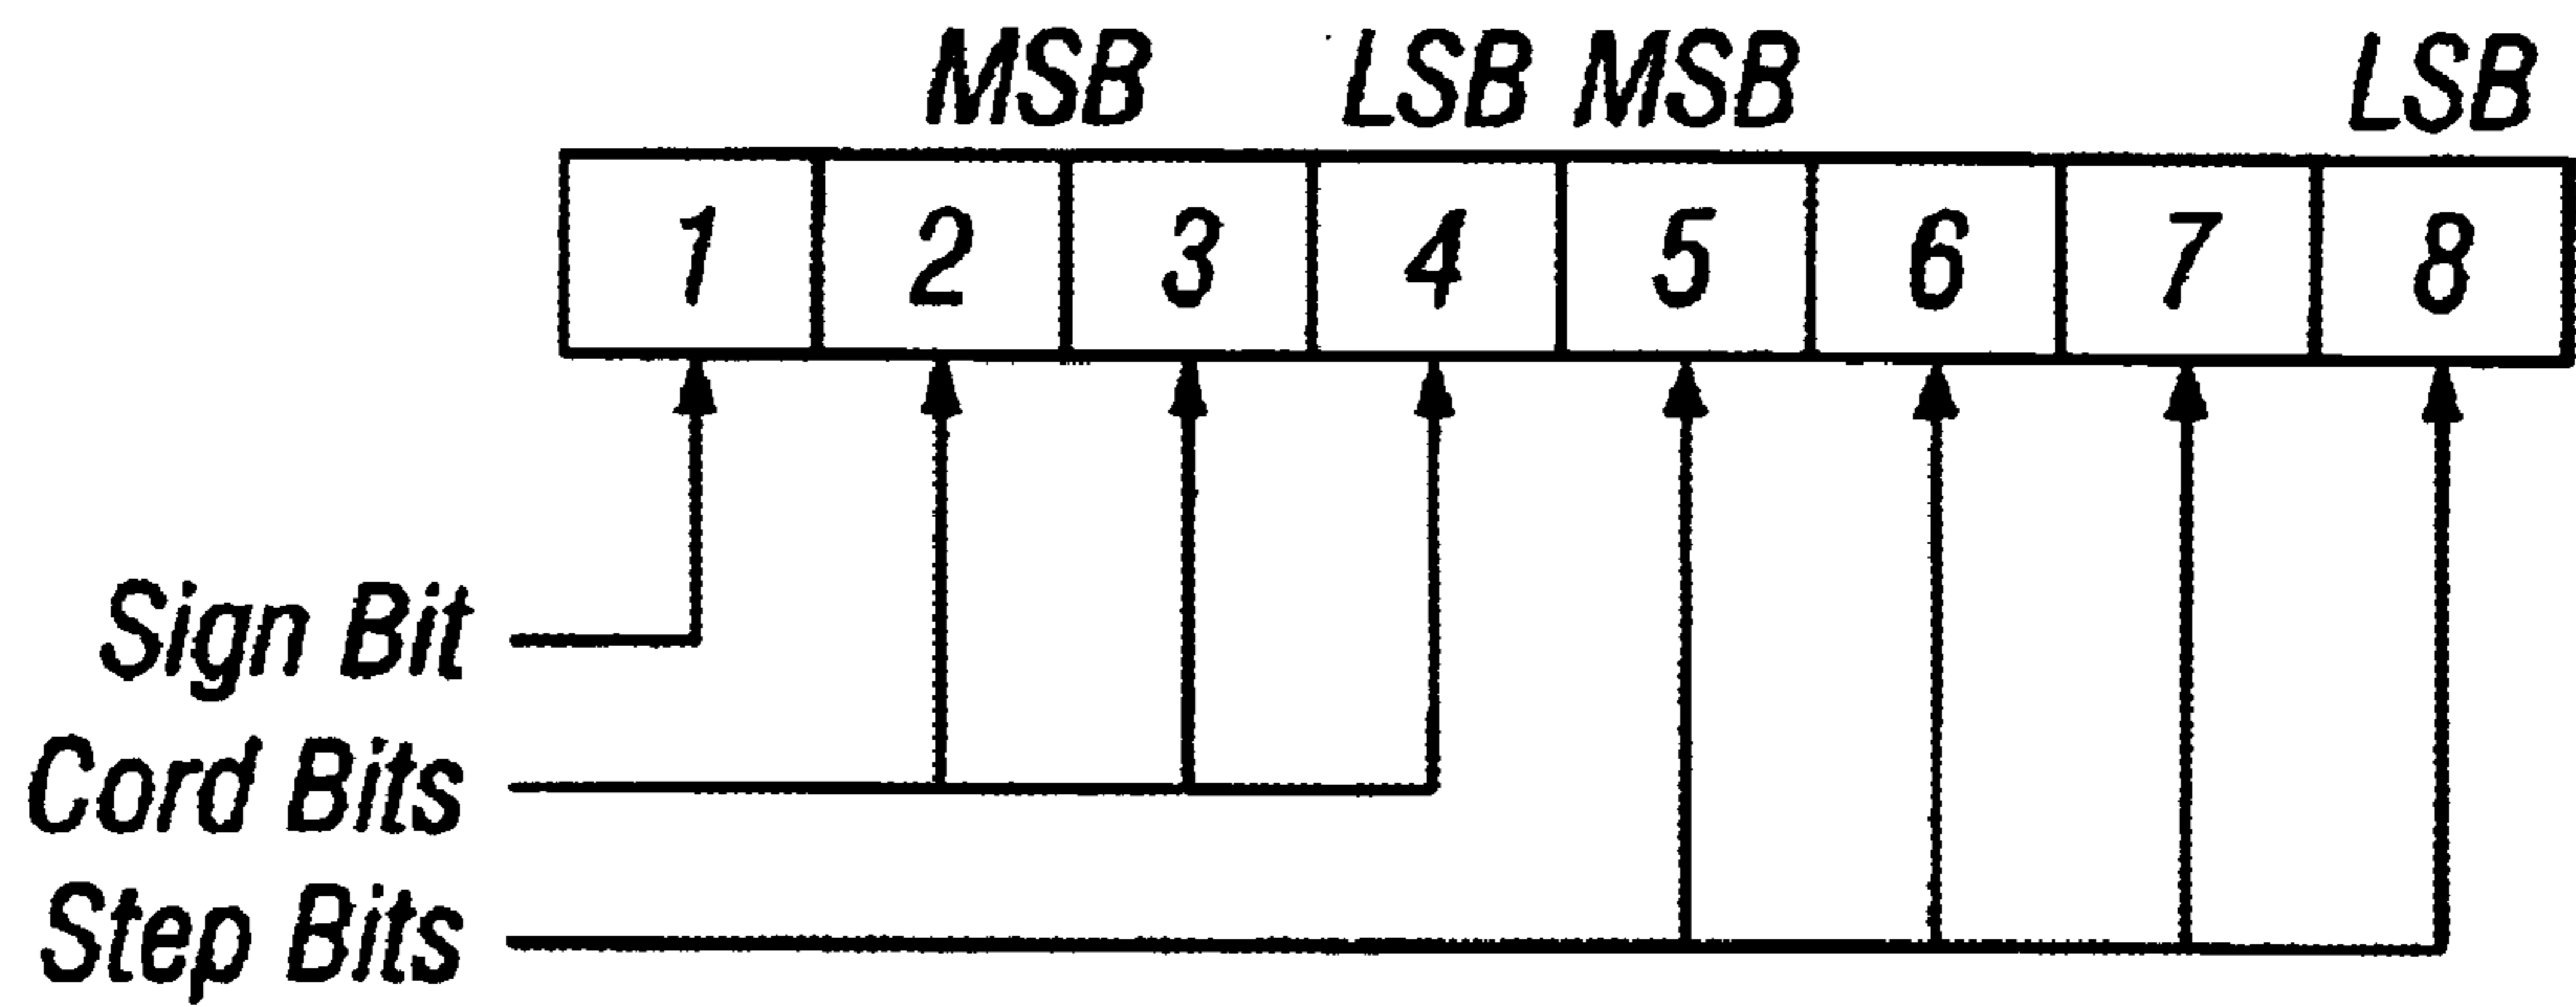 MSB LSB MSB LSB
1 2 3 4 5 6 7 8
Sign Bit
Cord Bits
Step Bits